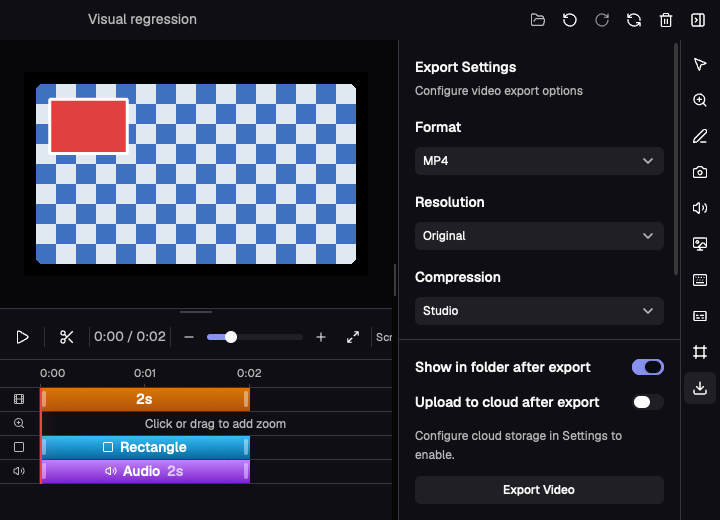 Visual regression
Export Settings
Configure video export options
Format
MP4
Resolution
Original
Compression
Studio
Show in folder after export
Upload to cloud after export
Configure cloud storage in Settings to
enable.
Export Video
0:00 / 0:02
Scr
0:00 0:01 0:02
2s
Click or drag to add zoom
Rectangle
Audio 2s